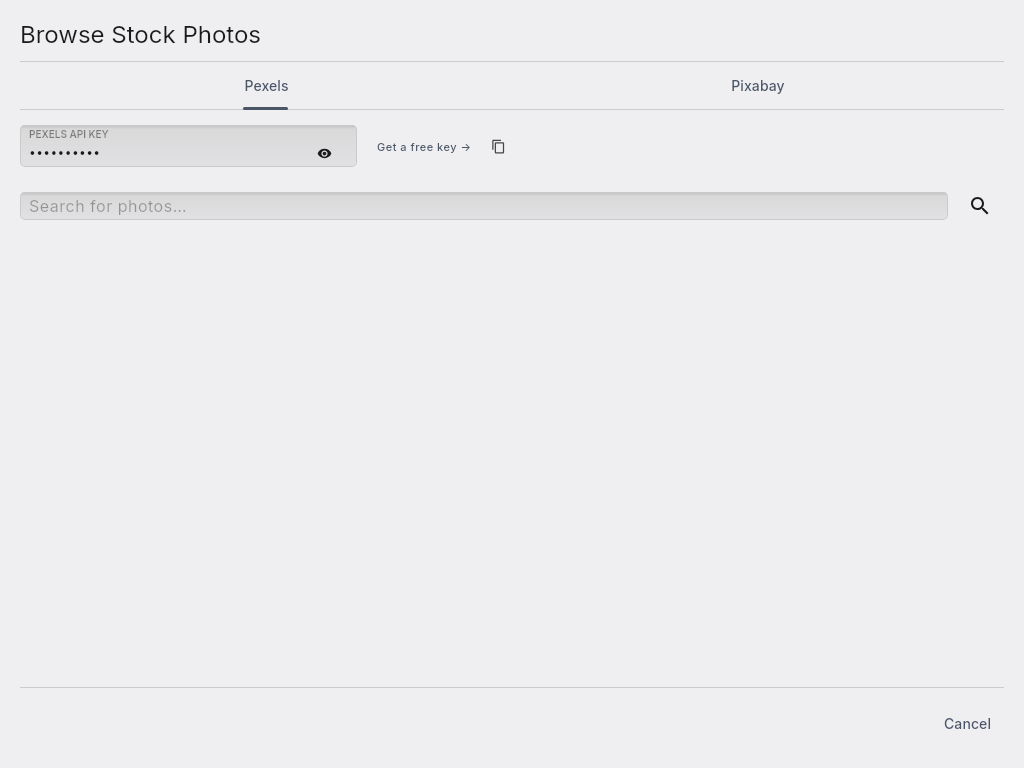 Browse Stock Photos
Pexels
Pixabay
PEXELS API KEY
••••••••••
Get a free key →
Search for photos...
Cancel